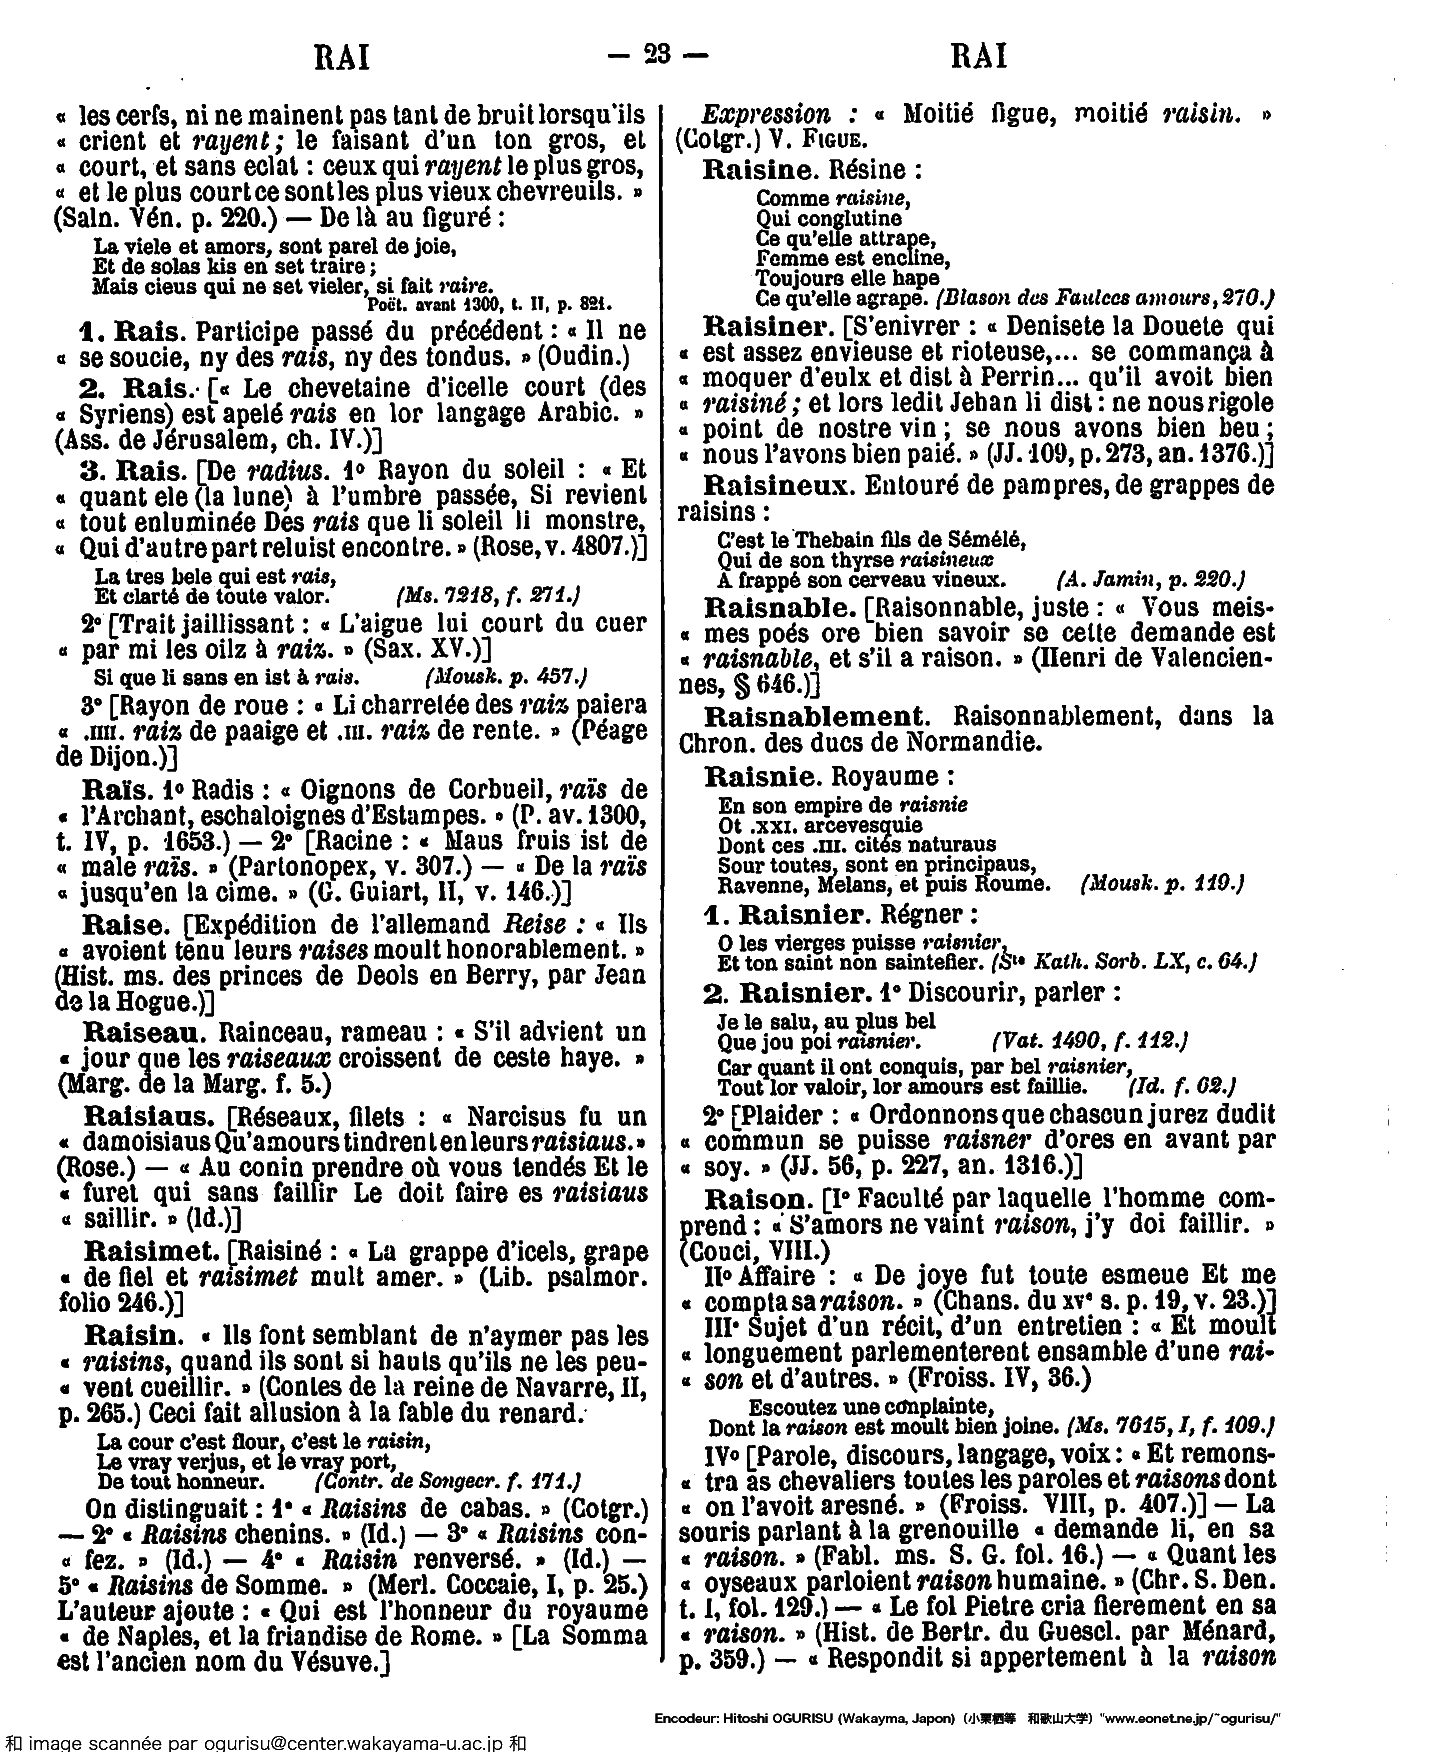 RAI — 23 — RAI
« les cerfs, ni ne mainent pas tant de bruit lorsqu'ils
« crient et rayent; le faisant d'un ton gros, et
« court, et sans eclat : ceux qui rayent le plus gros,
« et le plus court ce sont les plus vieux chevreuils. »
(Saln. Vén. p. 220.) — De là au figuré :
La viele et amors, sont parel de joie,
Et de solas kis en set traire;
Mais cieus qui ne set vieler, si fait raire.
Poët. avant 1300, t. II, p. 821.
1. Rais. Participe passé du précédent : « Il ne
« se soucie, ny des rais, ny des tondus. » (Oudin.)
2. Rais. [« Le chevetaine d'icelle court (des
« Syriens) est apelé rais en lor langage Arabic. »
(Ass. de Jérusalem, ch. IV.)]
3. Rais. [De radius. 1º Rayon du soleil : « Et
« quant ele (la lune) à l'umbre passée, Si revient
« tout enluminée Des rais que li soleil li monstre,
« Qui d'autre part reluist encontre. » (Rose, v. 4807.)]
La tres bele qui est rais,
Et clarté de toute valor. (Ms. 7218, f. 271.)
2º [Trait jaillissant : « L'aigue lui court du cuer
« par mi les oilz à raiz. » (Sax. XV.)]
Si que li sans en ist à rais. (Mousk. p. 457.)
3º [Rayon de roue : « Li charretée des raiz paiera
« .IIII. raiz de paaige et .III. raiz de rente. » (Péage
de Dijon.)]
Raïs. 1º Radis : « Oignons de Corbueil, raïs de
« l'Archant, eschaloignes d'Estampes. » (P. av. 1300,
t. IV, p. 1653.) — 2º [Racine : « Maus fruis ist de
« male raïs. » (Partonopex, v. 307.) — « De la raïs
« jusqu'en la cime. » (G. Guiart, II, v. 146.)]
Raise. [Expédition de l'allemand Reise : « Ils
« avoient tenu leurs raises moult honorablement. »
(Hist. ms. des princes de Deols en Berry, par Jean
de la Hogue.)]
Raiseau. Rainceau, rameau : « S'il advient un
« jour que les raiseaux croissent de ceste haye. »
(Marg. de la Marg. f. 5.)
Raisiaus. [Réseaux, filets : « Narcisus fu un
« damoisiaus Qu'amours tindrent en leurs raisiaus. »
(Rose.) — « Au conin prendre où vous tendés Et le
« furet qui sans faillir Le doit faire es raisiaus
« saillir. » (Id.)]
Raisimet. [Raisiné : « La grappe d'icels, grape
« de fiel et raisimet mult amer. » (Lib. psalmor.
folio 246.)]
Raisin. « Ils font semblant de n'aymer pas les
« raisins, quand ils sont si hauts qu'ils ne les peu-
« vent cueillir. » (Contes de la reine de Navarre, II,
p. 265.) Ceci fait allusion à la fable du renard.
La cour c'est flour, c'est le raisin,
Le vray verjus, et le vray port,
De tout honneur. (Contr. de Songecr. f. 171.)
On distinguait : 1º « Raisins de cabas. » (Cotgr.)
— 2º « Raisins chenins. » (Id.) — 3º « Raisins con-
« fez. » (Id.) — 4º « Raisin renversé. » (Id.) —
5º « Raisins de Somme. » (Merl. Coccaie, I, p. 25.)
L'auteur ajoute : « Qui est l'honneur du royaume
« de Naples, et la friandise de Rome. » [La Somma
est l'ancien nom du Vésuve.]
Expression : « Moitié figue, moitié raisin. »
(Cotgr.) V. FIGUE.
Raisine. Résine :
Comme raisine,
Qui conglutine
Ce qu'elle attrape,
Femme est encline,
Toujours elle hape
Ce qu'elle agrape. (Blason des Faulces amours, 270.)
Raisiner. [S'enivrer : « Denisete la Douete qui
« est assez envieuse et rioteuse,... se commança à
« moquer d'eulx et dist à Perrin... qu'il avoit bien
« raisiné; et lors ledit Jehan li dist : ne nous rigole
« point de nostre vin; se nous avons bien beu;
« nous l'avons bien paié. » (JJ. 109, p. 273, an. 1376.)]
Raisineux. Entouré de pampres, de grappes de
raisins :
C'est le Thebain fils de Sémélé,
Qui de son thyrse raisineux
A frappé son cerveau vineux. (A. Jamin, p. 220.)
Raisnable. [Raisonnable, juste : « Vous meis-
« mes poés ore bien savoir se cette demande est
« raisnable, et s'il a raison. » (Henri de Valencien-
nes, § 646.)]
Raisnablement. Raisonnablement, dans la
Chron. des ducs de Normandie.
Raisnie. Royaume :
En son empire de raisnie
Ot .XXI. arcevesquie
Dont ces .III. cités naturaus
Sour toutes, sont en principaus,
Ravenne, Melans, et puis Roume. (Mousk. p. 119.)
1. Raisnier. Régner :
O les vierges puisse raisnier,
Et ton saint non saintefier. (Ste Kath. Sorb. LX, c. 64.)
2. Raisnier. 1º Discourir, parler :
Je le salu, au plus bel
Que jou poi raisnier. (Vat. 1490, f. 112.)
Car quant il ont conquis, par bel raisnier,
Tout lor valoir, lor amours est faillie. (Id. f. 62.)
2º [Plaider : « Ordonnons que chascun jurez dudit
« commun se puisse raisner d'ores en avant par
« soy. » (JJ. 56, p. 227, an. 1316.)]
Raison. [Iº Faculté par laquelle l'homme com-
prend : « S'amors ne vaint raison, j'y doi faillir. »
(Couci, VIII.)
IIº Affaire : « De joye fut toute esmeue Et me
« compta sa raison. » (Chans. du XVe s. p. 19, v. 23.)]
IIIº Sujet d'un récit, d'un entretien : « Et moult
« longuement parlementerent ensamble d'une rai-
« son et d'autres. » (Froiss. IV, 36.)
Escoutez une complainte,
Dont la raison est moult bien jointe. (Ms. 7615, I, f. 109.)
IVº [Parole, discours, langage, voix : « Et remons-
« tra as chevaliers toutes les paroles et raisons dont
« on l'avoit aresné. » (Froiss. VIII, p. 407.)] — La
souris parlant à la grenouille « demande li, en sa
« raison. » (Fabl. ms. S. G. fol. 16.) — « Quant les
« oyseaux parloient raison humaine. » (Chr. S. Den.
t. I, fol. 129.) — « Le fol Pietre cria fierement en sa
« raison. » (Hist. de Bertr. du Guescl. par Ménard,
p. 359.) — « Respondit si appertement à la raison
Encodeur: Hitoshi OGURISU (Wakayma, Japon) (小栗栖等 和歌山大学) "www.eonet.ne.jp/~ogurisu/"
和 image scannée par ogurisu@center.wakayama-u.ac.jp 和